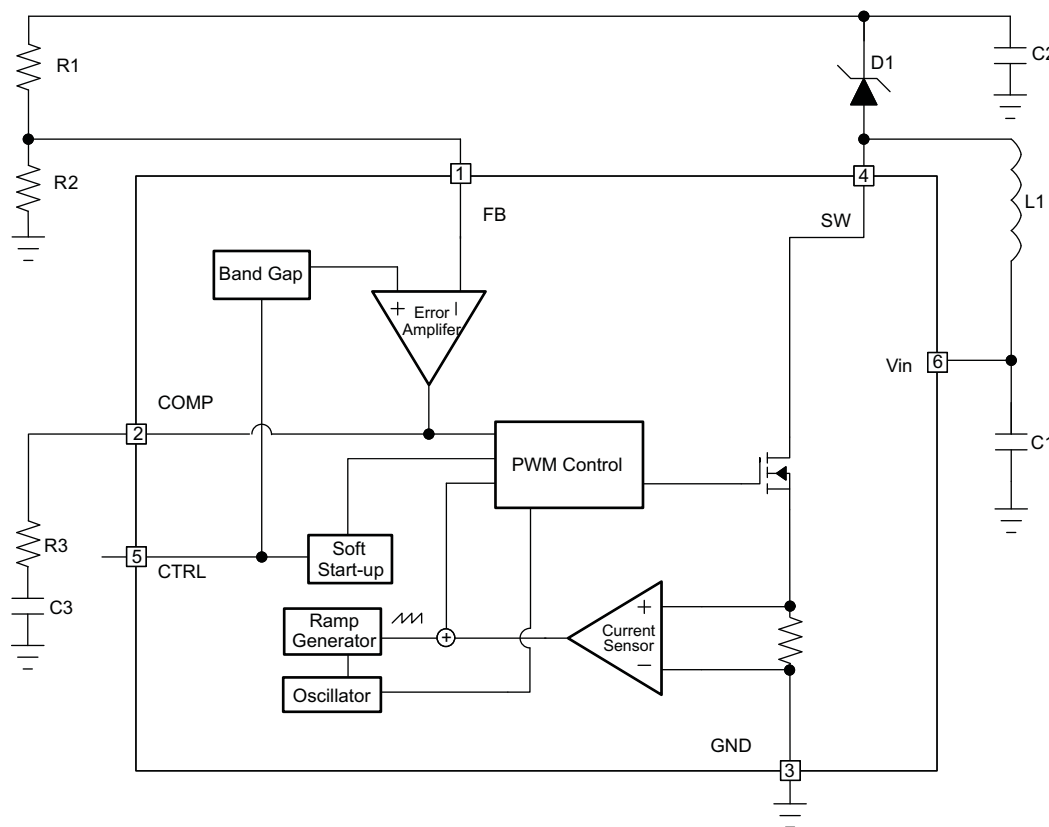 R1
D1
C2
R2
1
4
L1
FB
SW
Band Gap
+ Error −
Amplifer
Vin
6
COMP
2
C1
PWM Control
R3
5
CTRL
Soft
Start-up
C3
Ramp
Generator
+
+
Current
Sensor
−
Oscillator
GND
3